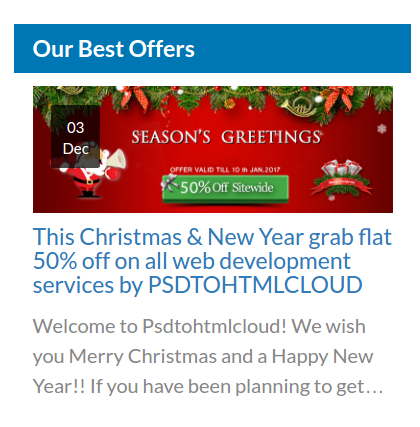 Our Best Offers
03
Dec
SEASON'S GREETINGS
OFFER VALID TILL 10 th JAN,2017
50% Off Sitewide
This Christmas & New Year grab flat
50% off on all web development
services by PSDTOHTMLCLOUD
Welcome to Psdtohtmlcloud! We wish
you Merry Christmas and a Happy New
Year!! If you have been planning to get…